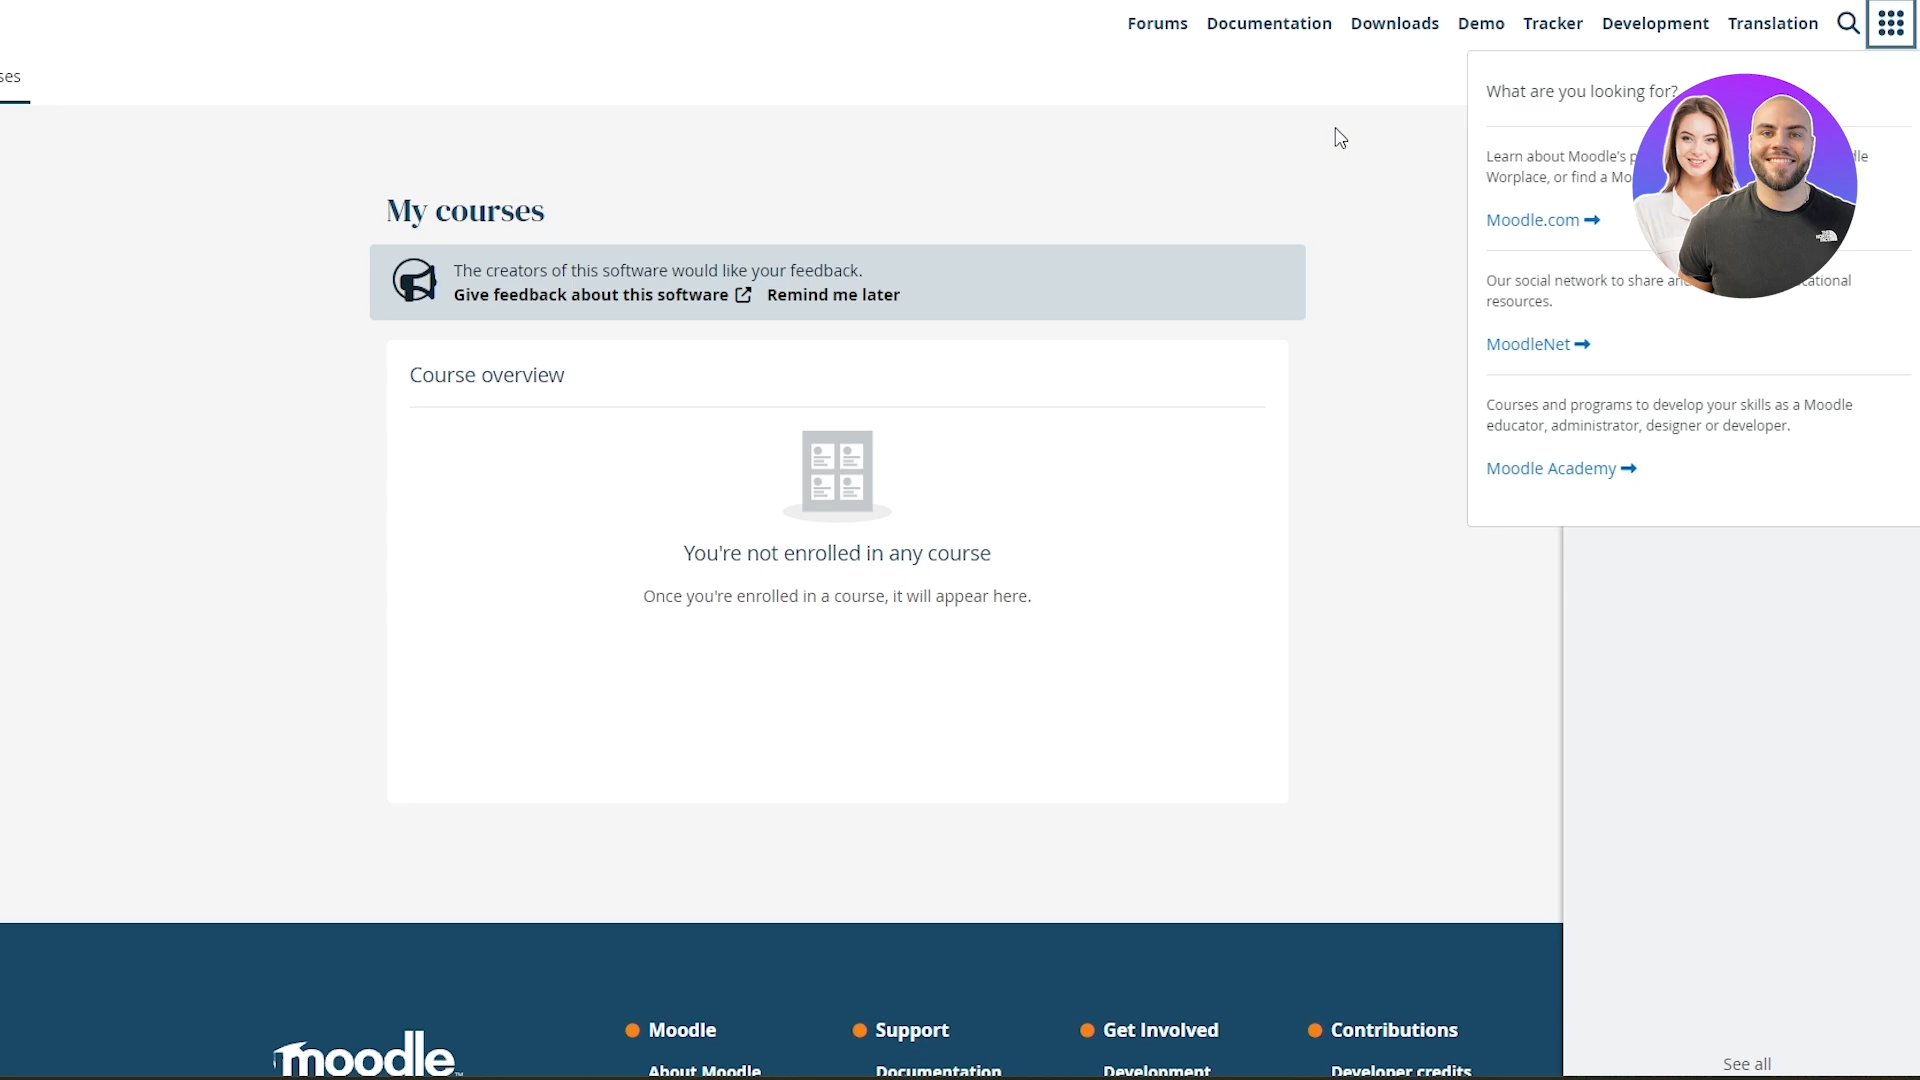 Forums Documentation Downloads Demo Tracker Development Translation
ses
What are you looking for?
Learn about Moodle's
Worplace, or find a
Moodle.com
Our social network to share
resources.
MoodleNet
Courses and programs to develop your skills as a Moodle
educator, administrator, designer or developer.
Moodle Academy
My courses
The creators of this software would like your feedback.
Give feedback about this software Remind me later
Course overview
You're not enrolled in any course
Once you're enrolled in a course, it will appear here.
See all
moodle
Moodle
About Moodle
Support
Documentation
Get Involved
Development
Contributions
Developer credits